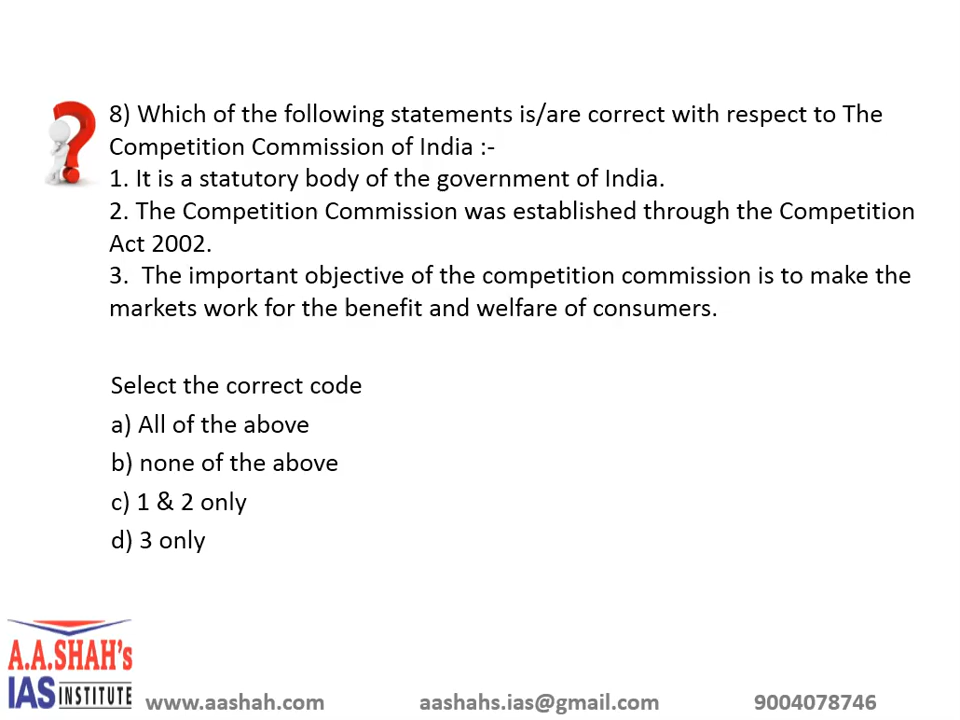 8) Which of the following statements is/are correct with respect to The
Competition Commission of India :-
1. It is a statutory body of the government of India.
2. The Competition Commission was established through the Competition
Act 2002.
3.  The important objective of the competition commission is to make the
markets work for the benefit and welfare of consumers.
Select the correct code
a) All of the above
b) none of the above
c) 1 & 2 only
d) 3 only
A.A.SHAH's
IAS INSTITUTE
www.aashah.com
aashahs.ias@gmail.com
9004078746